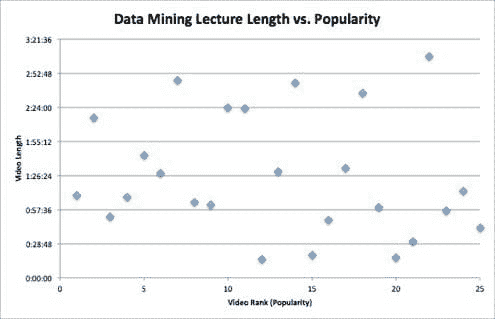 Data Mining Lecture Length vs. Popularity
3:21:36
2:52:48
2:24:00
1:55:12
1:26:24
0:57:36
0:28:48
0:00:00
Video Length
0 5 10 15 20 25
Video Rank (Popularity)